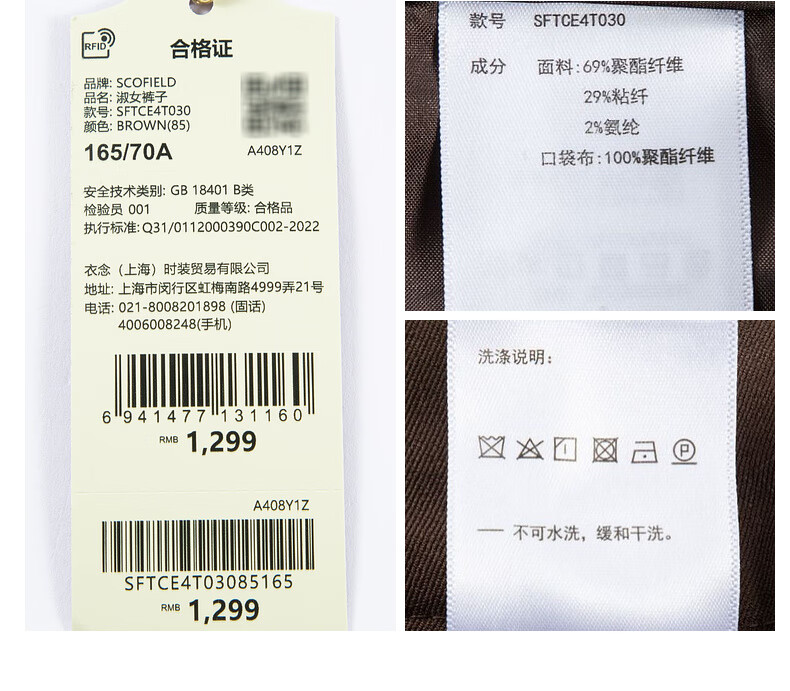 RFID
合格证
品牌: SCOFIELD
品名: 淑女裤子
款号: SFTCE4T030
颜色: BROWN(85)
165/70A
A408Y1Z
安全技术类别: GB 18401 B类
检验员 001 质量等级: 合格品
执行标准: Q31/0112000390C002-2022
衣念（上海）时装贸易有限公司
地址: 上海市闵行区虹梅南路4999弄21号
电话: 021-8008201898 (固话)
4006008248(手机)
6 941477 131160
RMB 1,299
A408Y1Z
SFTCE4T03085165
RMB 1,299
款号 SFTCE4T030
成分 面料:69%聚酯纤维
29%粘纤
2%氨纶
口袋布:100%聚酯纤维
洗涤说明:
P
— 不可水洗，缓和干洗。